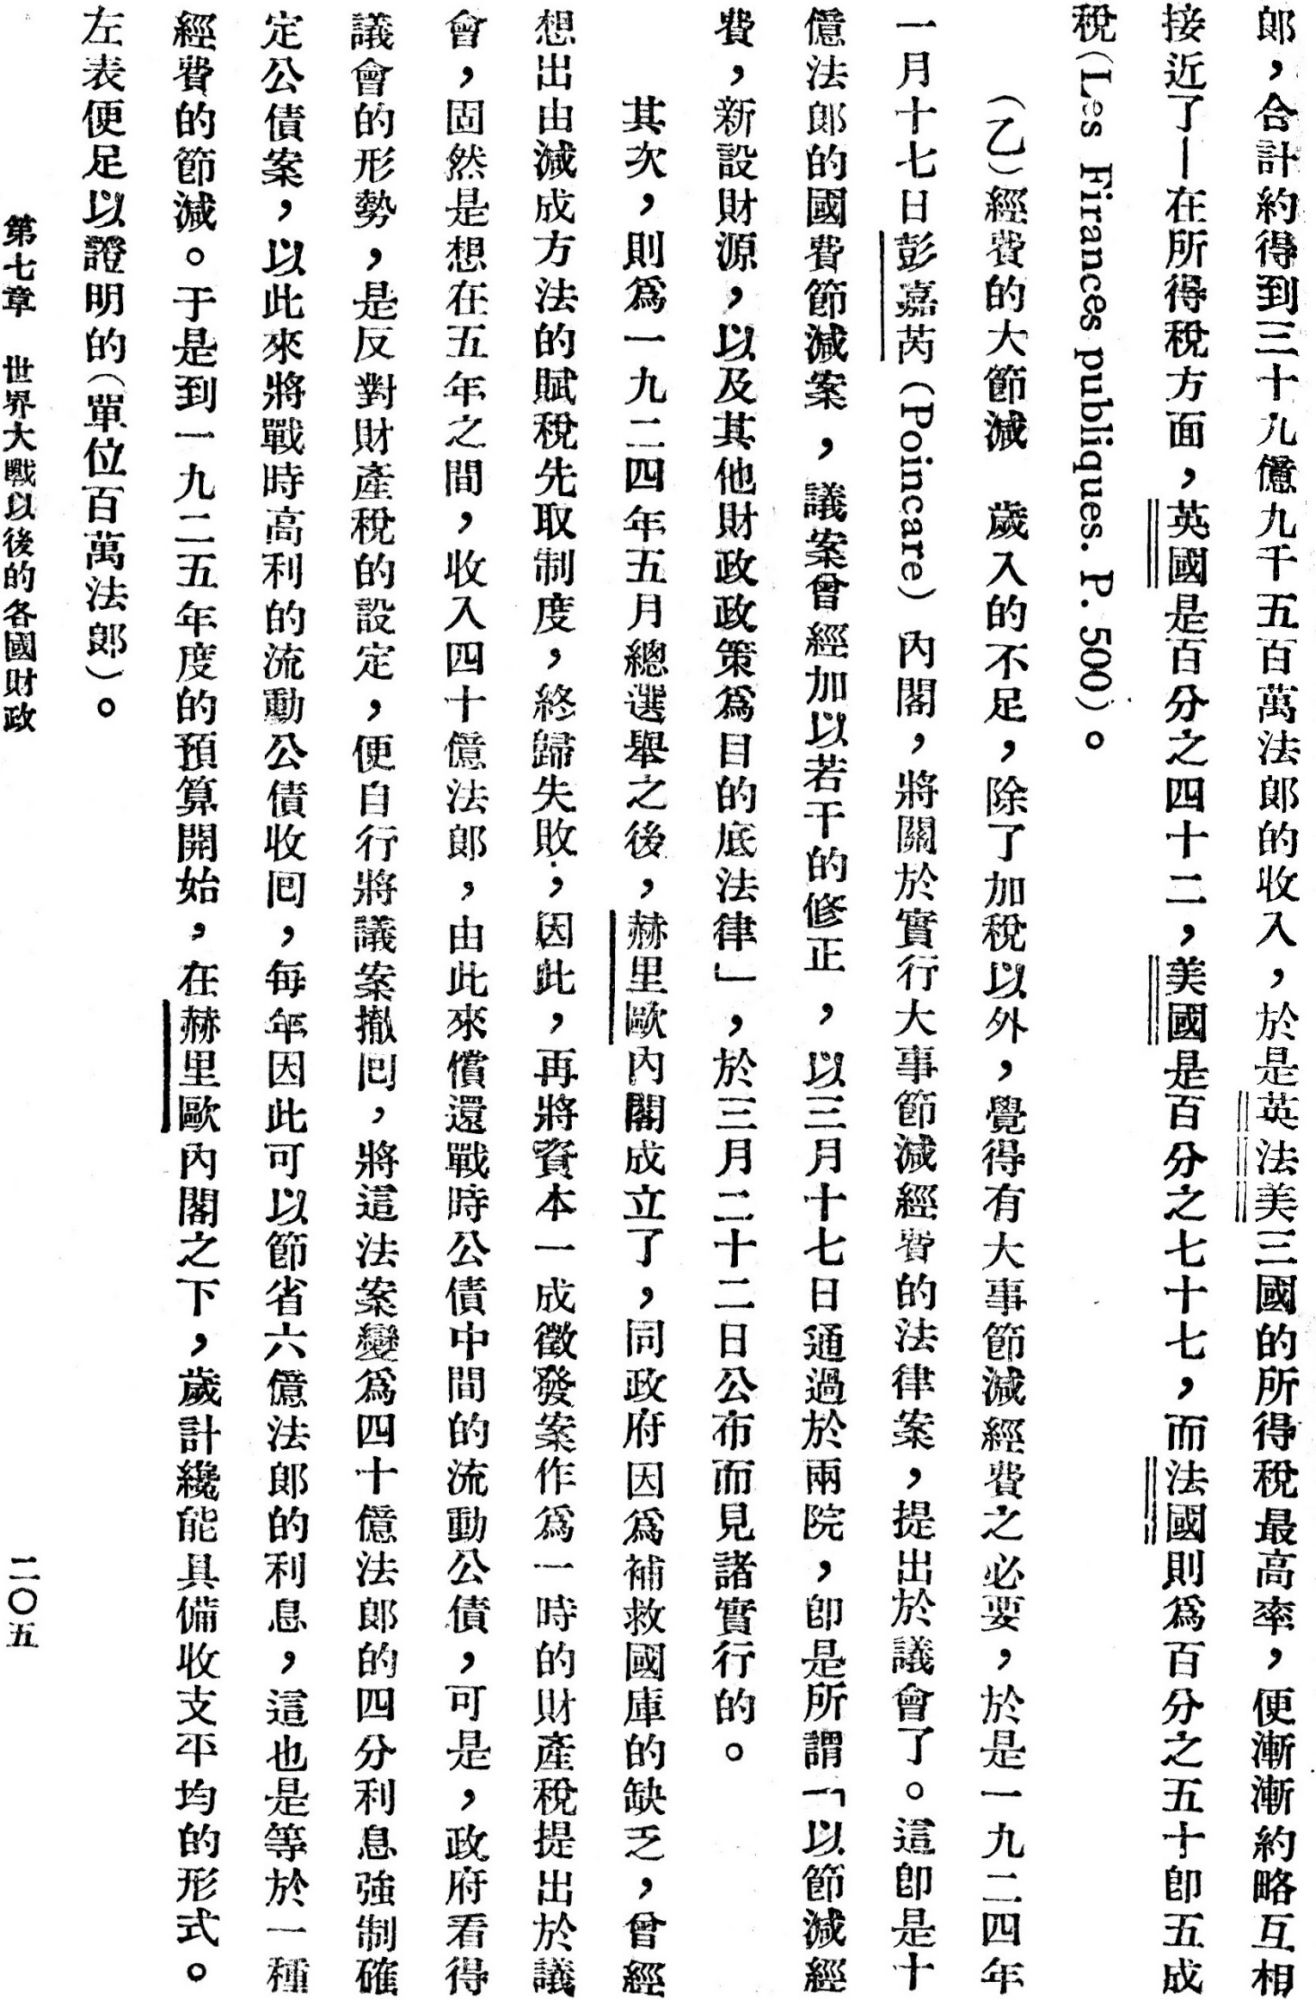 郎，合計約得到三十九億九千五百萬法郎的收入，於是英法美三國的所得稅最高率，便漸漸約略互相
接近了—在所得稅方面，英國是百分之四十二，美國是百分之七十七，而法國則爲百分之五十卽五成
稅(Les Firances publiques. P. 500)。
(乙)經費的大節減　歲入的不足，除了加稅以外，覺得有大事節減經費之必要，於是一九二四年
一月十七日彭嘉芮(Poincare)內閣，將關於實行大事節減經費的法律案，提出於議會了。這卽是十
億法郎的國費節減案，議案曾經加以若干的修正，以三月十七日通過於兩院，卽是所謂「以節減經
費，新設財源，以及其他財政政策爲目的底法律」，於三月二十二日公布而見諸實行的。
其次，則爲一九二四年五月總選舉之後，赫里歐內閣成立了，同政府因爲補救國庫的缺乏，曾經
想出由減成方法的賦稅先取制度，終歸失敗；因此，再將資本一成徵發案作爲一時的財產稅提出於議
會，固然是想在五年之間，收入四十億法郎，由此來償還戰時公債中間的流動公債，可是，政府看得
議會的形勢，是反對財產稅的設定，便自行將議案撤囘，將這法案變爲四十億法郎的四分利息強制確
定公債案，以此來將戰時高利的流動公債收囘，每年因此可以節省六億法郎的利息，這也是等於一種
經費的節減。于是到一九二五年度的預算開始，在赫里歐內閣之下，歲計纔能具備收支平均的形式。
左表便足以證明的(單位百萬法郎)。
第七章　世界大戰以後的各國財政
二〇五